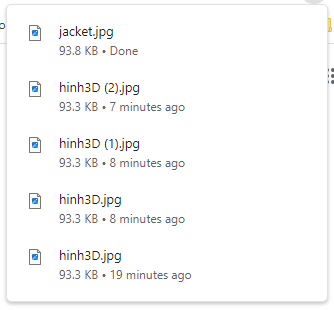 jacket.jpg
93.8 KB • Done
hinh3D (2).jpg
93.3 KB • 7 minutes ago
hinh3D (1).jpg
93.3 KB • 8 minutes ago
hinh3D.jpg
93.3 KB • 8 minutes ago
hinh3D.jpg
93.3 KB • 19 minutes ago